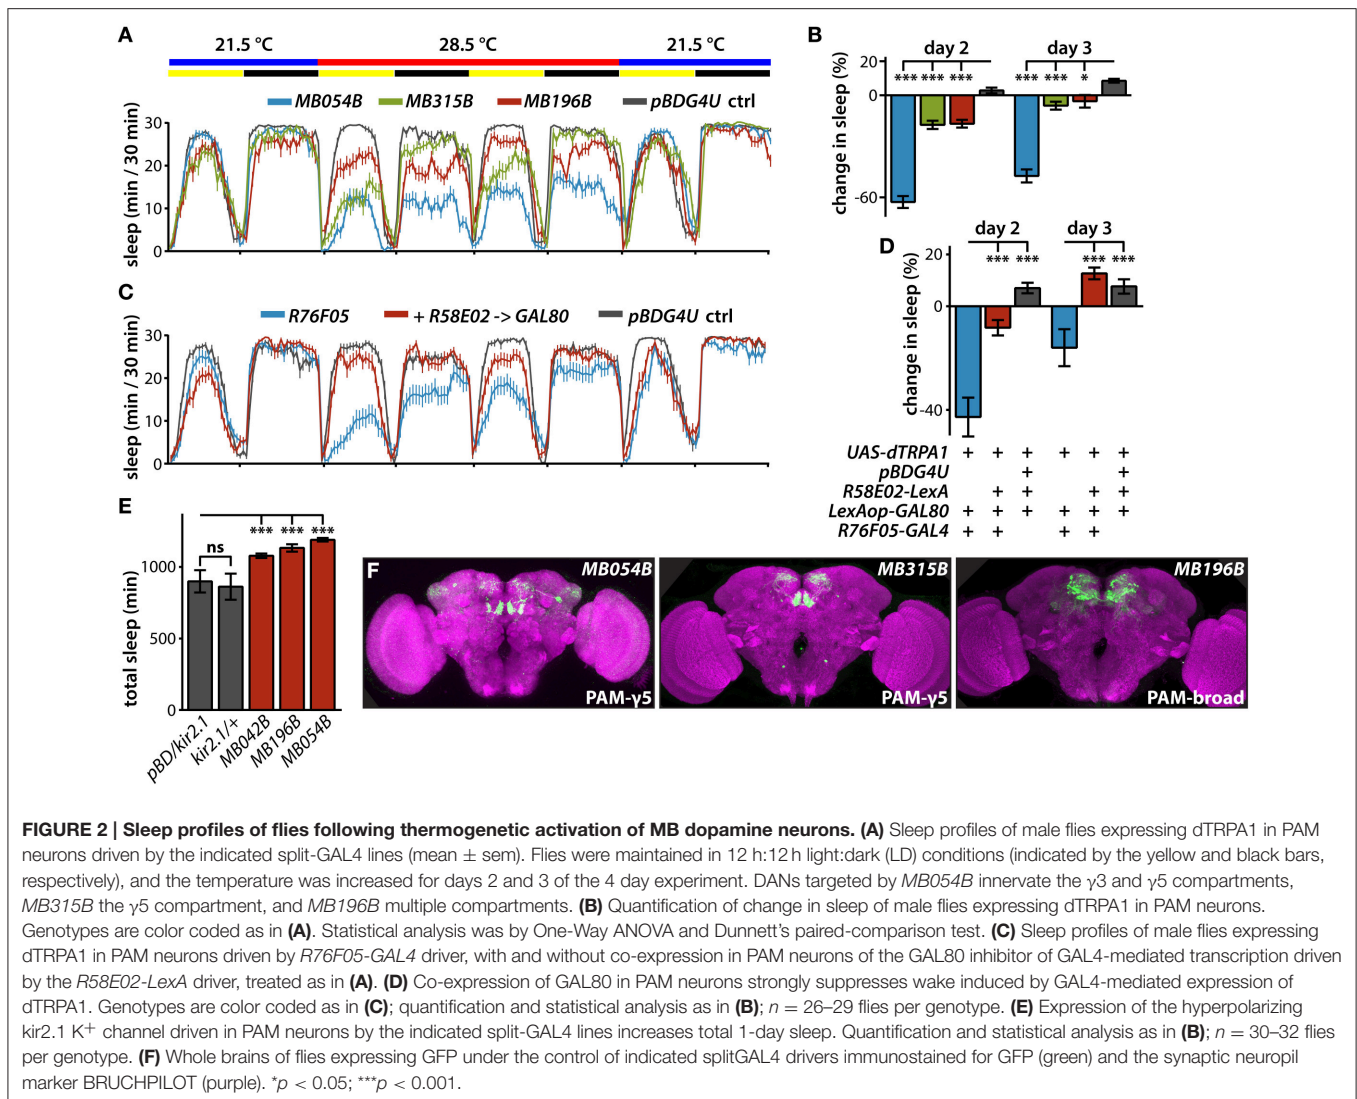 A
21.5 °C 28.5 °C 21.5 °C
MB054B MB315B MB196B pBDG4U ctrl
sleep (min / 30 min)
30
20
10
0
B
day 2 day 3
change in sleep (%)
20
0
-60
*** *** *** *** *** *
C
R76F05 + R58E02 -> GAL80 pBDG4U ctrl
sleep (min / 30 min)
30
20
10
0
D
day 2 day 3
change in sleep (%)
20
0
-40
*** *** *** ***
UAS-dTRPA1 + + + + + +
pBDG4U + +
R58E02-LexA + + + +
LexAop-GAL80 + + + + + +
R76F05-GAL4 + + + +
E
total sleep (min)
1000
500
0
ns *** *** ***
pBD/kir2.1
kir2.1/+
MB042B
MB196B
MB054B
F
MB054B
PAM-γ5
MB315B
PAM-γ5
MB196B
PAM-broad
FIGURE 2 | Sleep profiles of flies following thermogenetic activation of MB dopamine neurons. (A) Sleep profiles of male flies expressing dTRPA1 in PAM
neurons driven by the indicated split-GAL4 lines (mean ± sem). Flies were maintained in 12 h:12 h light:dark (LD) conditions (indicated by the yellow and black bars,
respectively), and the temperature was increased for days 2 and 3 of the 4 day experiment. DANs targeted by MB054B innervate the γ3 and γ5 compartments,
MB315B the γ5 compartment, and MB196B multiple compartments. (B) Quantification of change in sleep of male flies expressing dTRPA1 in PAM neurons.
Genotypes are color coded as in (A). Statistical analysis was by One-Way ANOVA and Dunnett's paired-comparison test. (C) Sleep profiles of male flies expressing
dTRPA1 in PAM neurons driven by R76F05-GAL4 driver, with and without co-expression in PAM neurons of the GAL80 inhibitor of GAL4-mediated transcription driven
by the R58E02-LexA driver, treated as in (A). (D) Co-expression of GAL80 in PAM neurons strongly suppresses wake induced by GAL4-mediated expression of
dTRPA1. Genotypes are color coded as in (C); quantification and statistical analysis as in (B); n = 26–29 flies per genotype. (E) Expression of the hyperpolarizing
kir2.1 K+ channel driven in PAM neurons by the indicated split-GAL4 lines increases total 1-day sleep. Quantification and statistical analysis as in (B); n = 30–32 flies
per genotype. (F) Whole brains of flies expressing GFP under the control of indicated splitGAL4 drivers immunostained for GFP (green) and the synaptic neuropil
marker BRUCHPILOT (purple). *p < 0.05; ***p < 0.001.